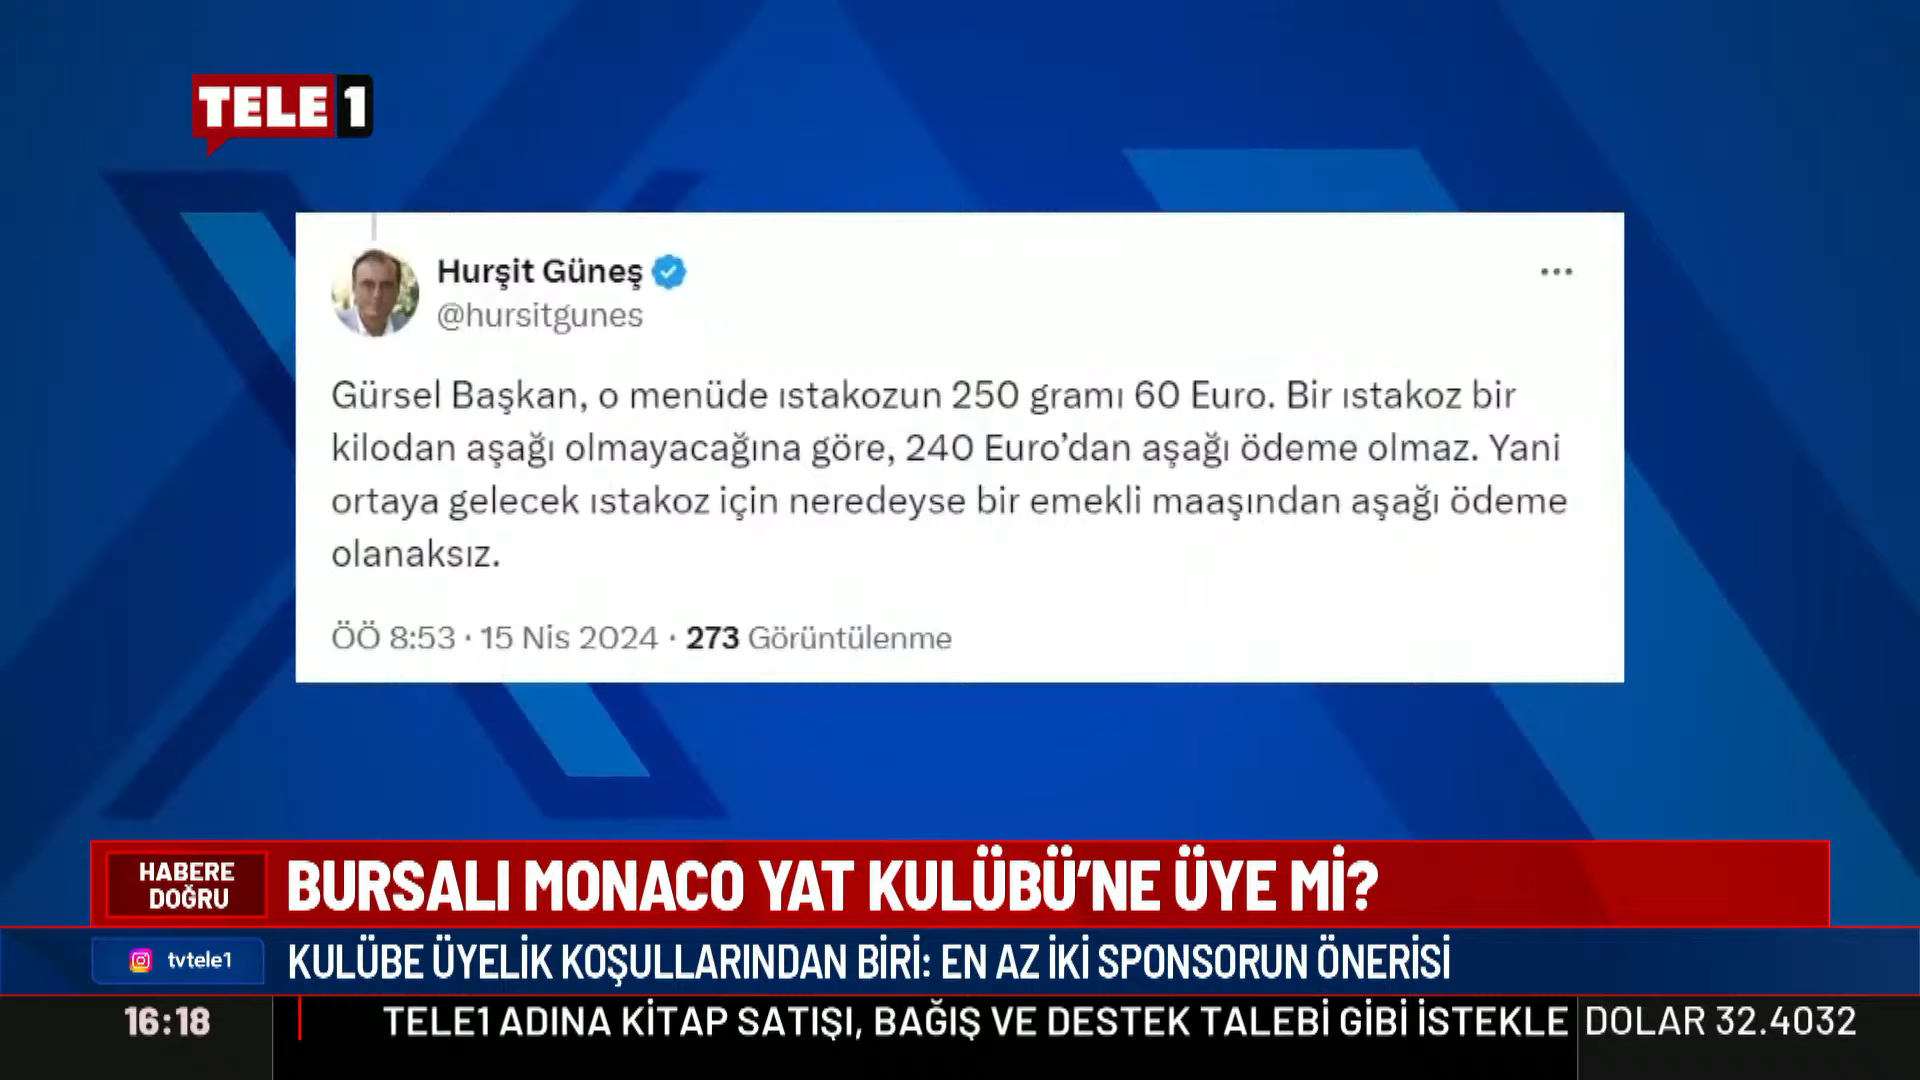 TELE 1
Hurşit Güneş
@hursitgunes
Gürsel Başkan, o menüde ıstakozun 250 gramı 60 Euro. Bir ıstakoz bir
kilodan aşağı olmayacağına göre, 240 Euro’dan aşağı ödeme olmaz. Yani
ortaya gelecek ıstakoz için neredeyse bir emekli maaşından aşağı ödeme
olanaksız.
ÖÖ 8:53 · 15 Nis 2024 · 273 Görüntülenme
HABERE
DOĞRU
BURSALI MONACO YAT KULÜBÜ’NE ÜYE Mİ?
tvtele1
KULÜBE ÜYELİK KOŞULLARINDAN BİRİ: EN AZ İKİ SPONSORUN ÖNERİSİ
16:18
TELE1 ADINA KİTAP SATIŞI, BAĞIŞ VE DESTEK TALEBİ GİBİ İSTEKLE
DOLAR 32.4032